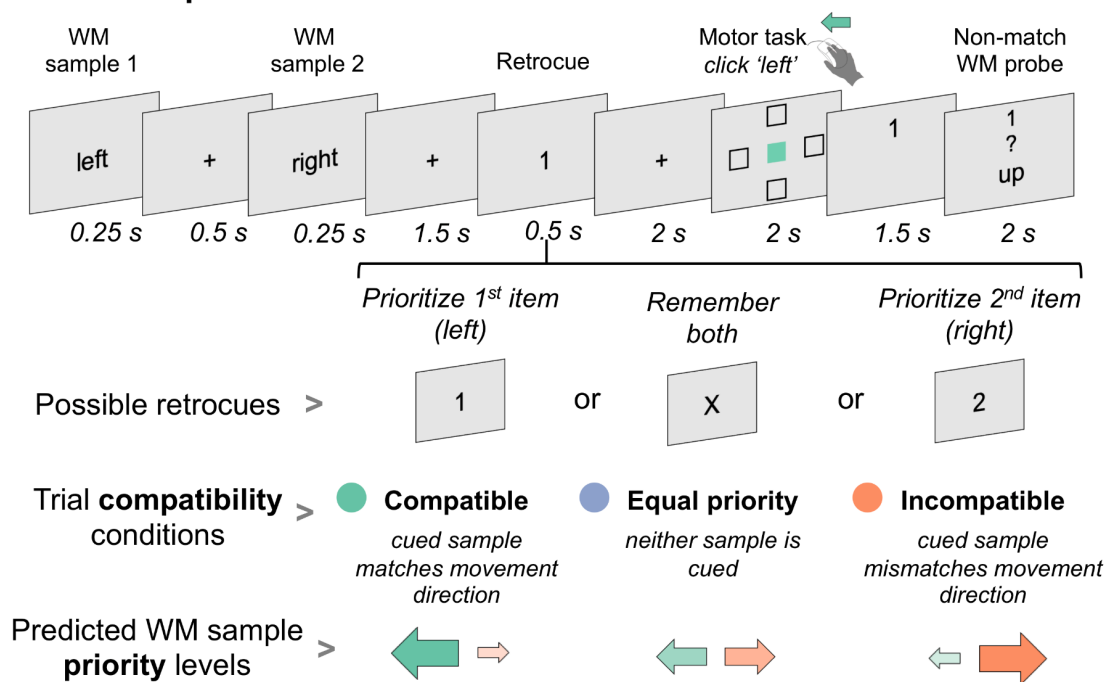 WM
sample 1
WM
sample 2
Retrocue
Motor task
click ‘left’
Non-match
WM probe
left
+
right
+
1
+
1
1
?
up
0.25 s
0.5 s
0.25 s
1.5 s
0.5 s
2 s
2 s
1.5 s
2 s
Prioritize 1st item
(left)
Remember
both
Prioritize 2nd item
(right)
Possible retrocues >
1
or
X
or
2
Trial compatibility
conditions
>
Compatible
cued sample
matches movement
direction
Equal priority
neither sample is
cued
Incompatible
cued sample
mismatches movement
direction
Predicted WM sample
priority levels
>